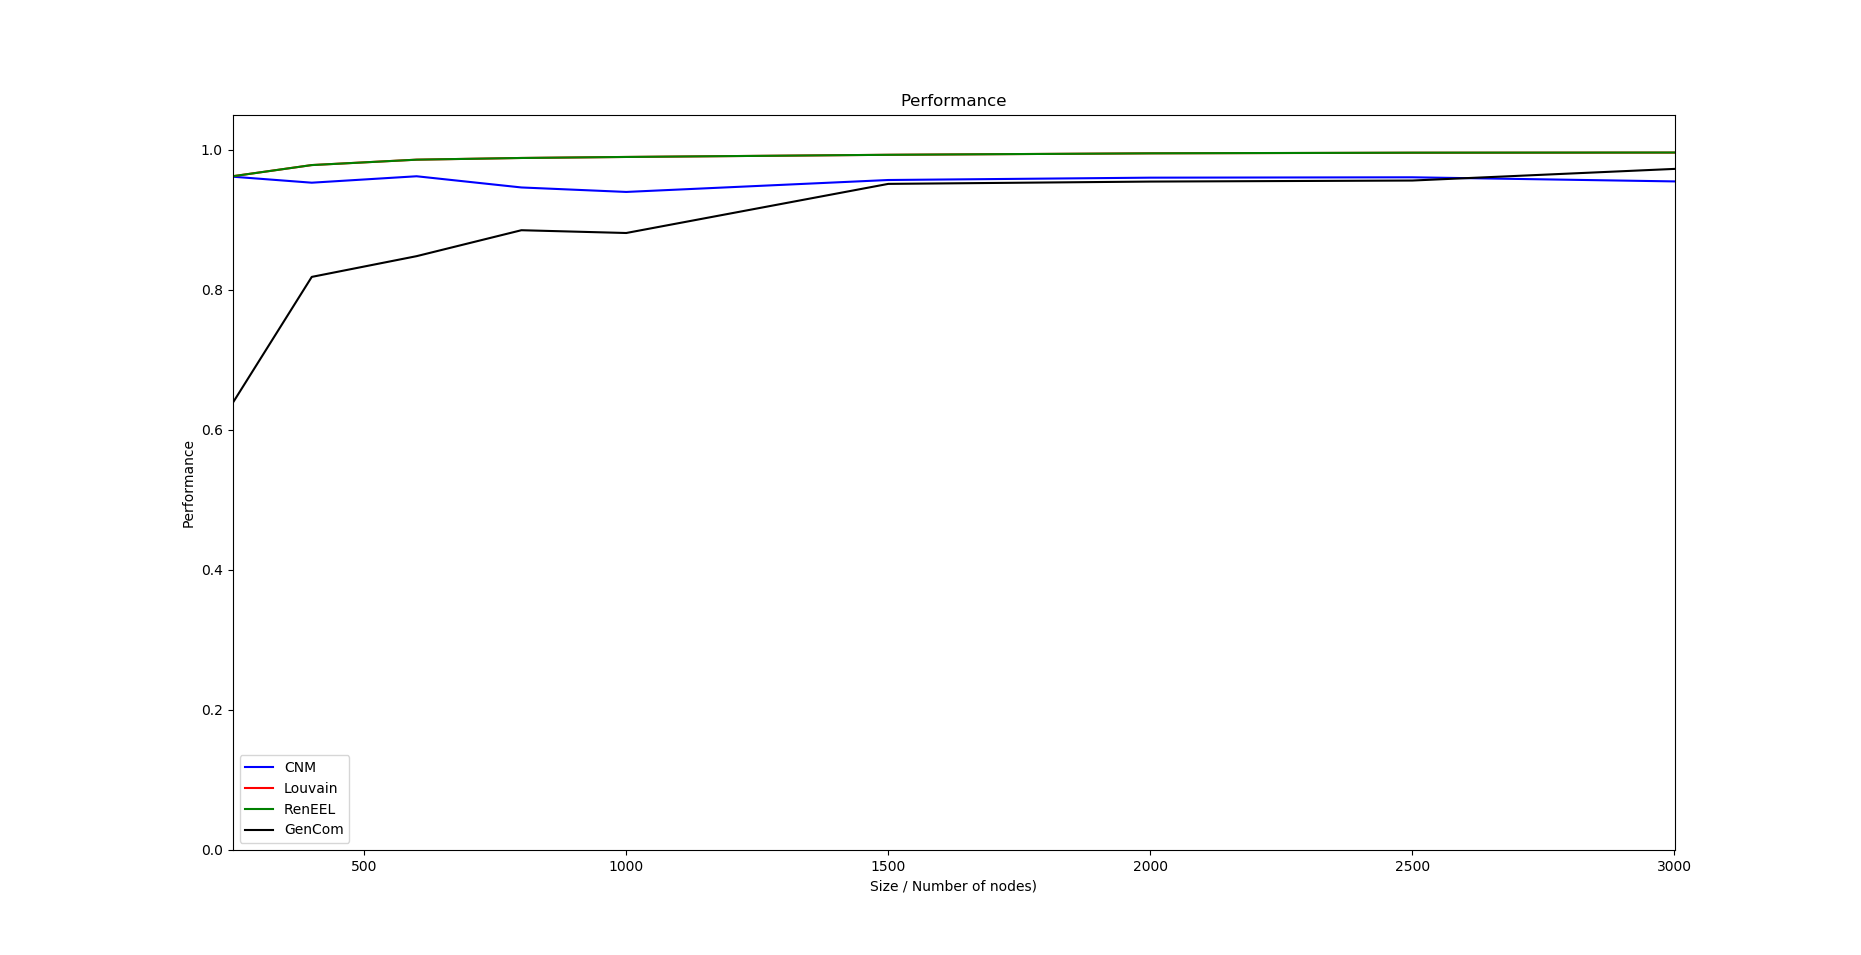 Performance
1.0
0.8
0.6
0.4
0.2
0.0
Performance
CNM
Louvain
RenEEL
GenCom
500 1000 1500 2000 2500 3000
Size / Number of nodes)